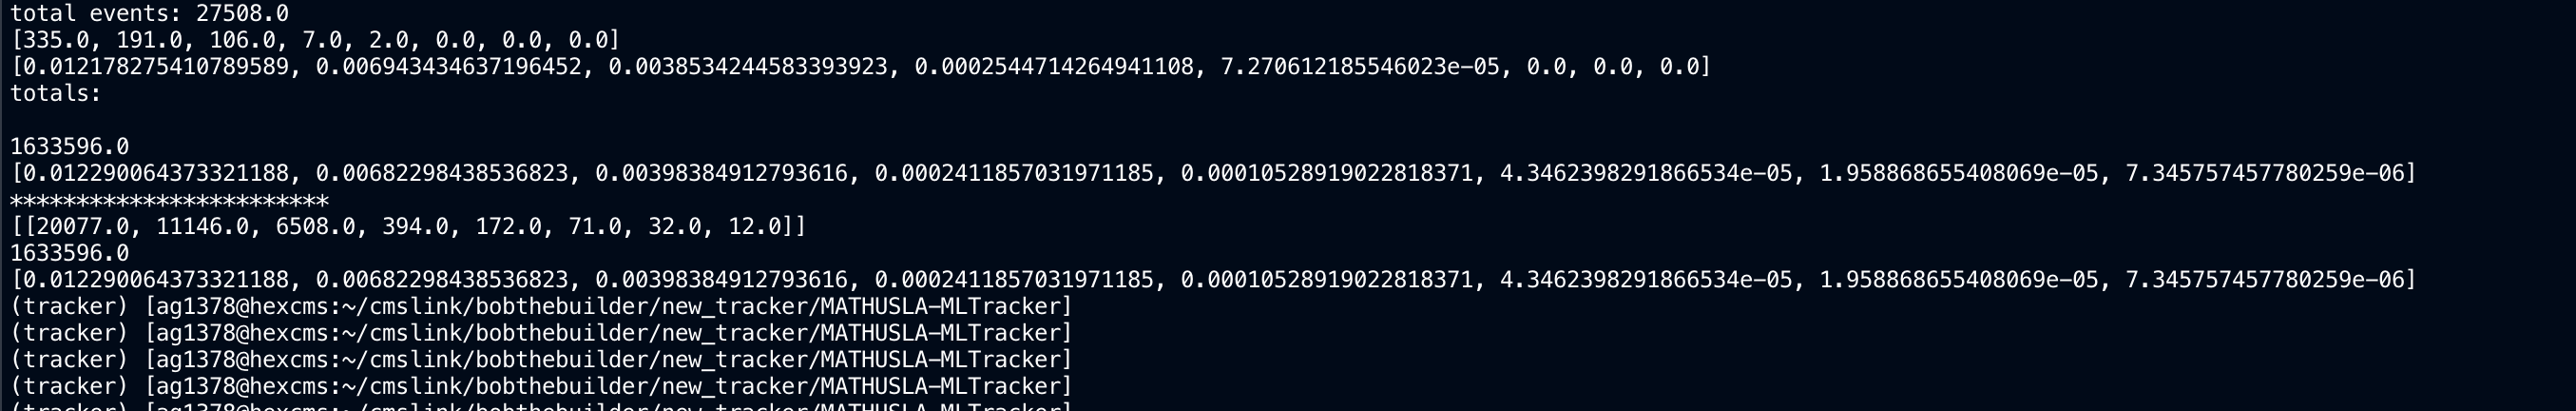 total events: 27508.0
[335.0, 191.0, 106.0, 7.0, 2.0, 0.0, 0.0, 0.0]
[0.012178275410789589, 0.006943434637196452, 0.0038534244583393923, 0.0002544714264941108, 7.270612185546023e-05, 0.0, 0.0, 0.0]
totals:
1633596.0
[0.012290064373321188, 0.00682298438536823, 0.00398384912793616, 0.0002411857031971185, 0.00010528919022818371, 4.3462398291866534e-05, 1.958868655408069e-05, 7.345757457780259e-06]
************************
[[20077.0, 11146.0, 6508.0, 394.0, 172.0, 71.0, 32.0, 12.0]]
1633596.0
[0.012290064373321188, 0.00682298438536823, 0.00398384912793616, 0.0002411857031971185, 0.00010528919022818371, 4.3462398291866534e-05, 1.958868655408069e-05, 7.345757457780259e-06]
(tracker) [ag1378@hexcms:~/cmslink/bobthebuilder/new_tracker/MATHUSLA-MLTracker]
(tracker) [ag1378@hexcms:~/cmslink/bobthebuilder/new_tracker/MATHUSLA-MLTracker]
(tracker) [ag1378@hexcms:~/cmslink/bobthebuilder/new_tracker/MATHUSLA-MLTracker]
(tracker) [ag1378@hexcms:~/cmslink/bobthebuilder/new_tracker/MATHUSLA-MLTracker]